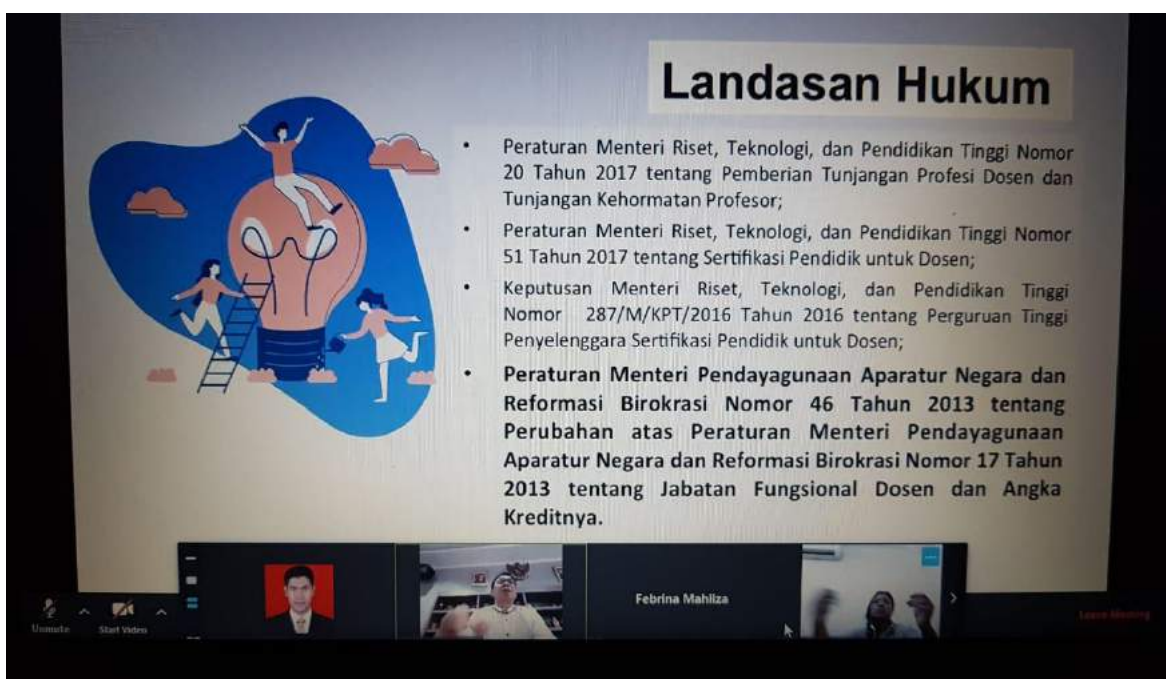 Landasan Hukum
• Peraturan Menteri Riset, Teknologi, dan Pendidikan Tinggi Nomor
20 Tahun 2017 tentang Pemberian Tunjangan Profesi Dosen dan
Tunjangan Kehormatan Profesor;
• Peraturan Menteri Riset, Teknologi, dan Pendidikan Tinggi Nomor
51 Tahun 2017 tentang Sertifikasi Pendidik untuk Dosen;
• Keputusan Menteri Riset, Teknologi, dan Pendidikan Tinggi
Nomor 287/M/KPT/2016 Tahun 2016 tentang Perguruan Tinggi
Penyelenggara Sertifikasi Pendidik untuk Dosen;
• Peraturan Menteri Pendayagunaan Aparatur Negara dan
Reformasi Birokrasi Nomor 46 Tahun 2013 tentang
Perubahan atas Peraturan Menteri Pendayagunaan
Aparatur Negara dan Reformasi Birokrasi Nomor 17 Tahun
2013 tentang Jabatan Fungsional Dosen dan Angka
Kreditnya.
Febrina Mahliza
Unmute
Start Video
Leave Meeting